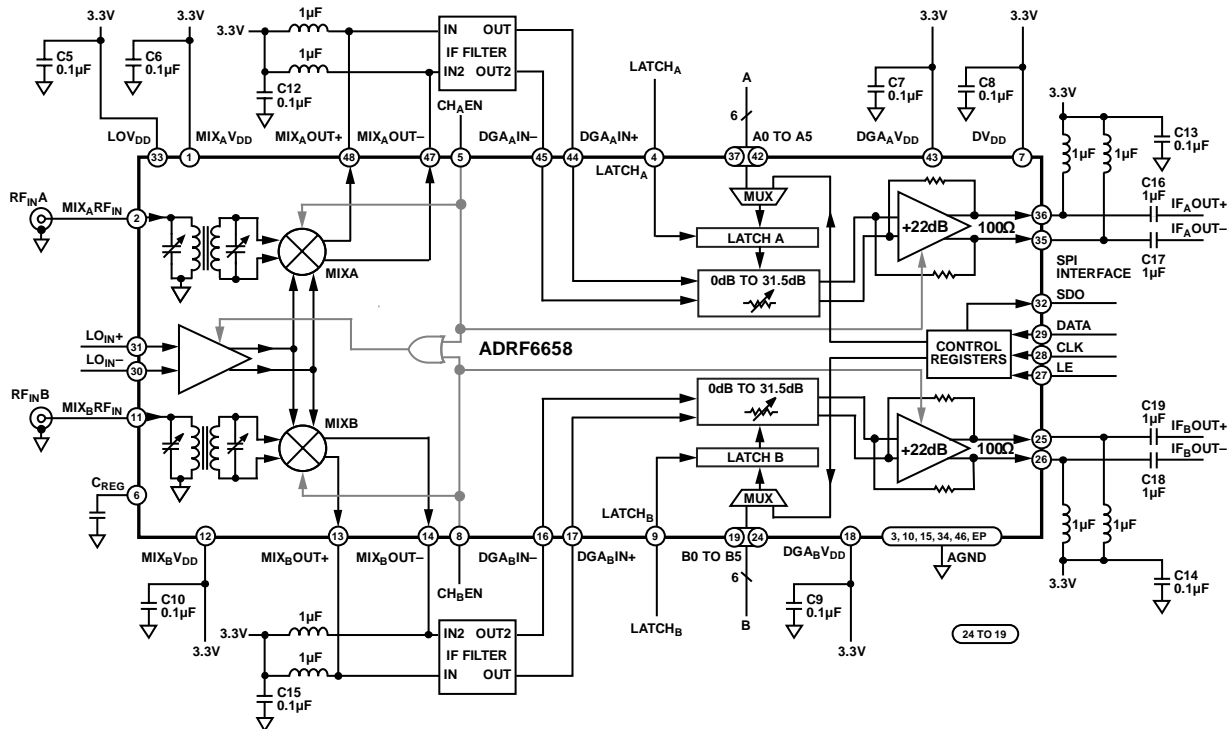 3.3V
3.3V
C5
0.1µF
C6
0.1µF
3.3V
1µF
1µF
C12
0.1µF
IN OUT
IF FILTER
IN2 OUT2
LATCHA
A
6
3.3V
3.3V
C7
0.1µF
C8
0.1µF
3.3V
1µF
1µF
C13
0.1µF
LOVDD
MIXAVDD
MIXAOUT+
MIXAOUT–
CHAEN
DGAAIN–
DGAAIN+
LATCHA
A0 TO A5
DGAAVDD
DVDD
33
1
48
47
5
45
44
4
37
42
43
7
RFINA
MIXARFIN
2
MIXA
MUX
LATCH A
0dB TO 31.5dB
+22dB
100Ω
36
35
C16
1µF
IFAOUT+
IFAOUT–
C17
1µF
SPI
INTERFACE
32
SDO
29
DATA
28
CLK
27
LE
CONTROL
REGISTERS
LOIN+
31
LOIN–
30
ADRF6658
RFINB
MIXBRFIN
11
MIXB
0dB TO 31.5dB
LATCH B
MUX
+22dB
100Ω
25
26
C19
1µF
IFBOUT+
IFBOUT–
C18
1µF
CREG
6
LATCHB
12
13
14
8
16
17
9
19
24
18
3, 10, 15, 34, 46, EP
AGND
MIXBVDD
MIXBOUT+
MIXBOUT–
CHBEN
DGABIN–
DGABIN+
LATCHB
B0 TO B5
6
B
DGABVDD
C10
0.1µF
3.3V
3.3V
1µF
1µF
C15
0.1µF
IN2 OUT2
IF FILTER
IN OUT
C9
0.1µF
3.3V
1µF
1µF
3.3V
C14
0.1µF
24 TO 19